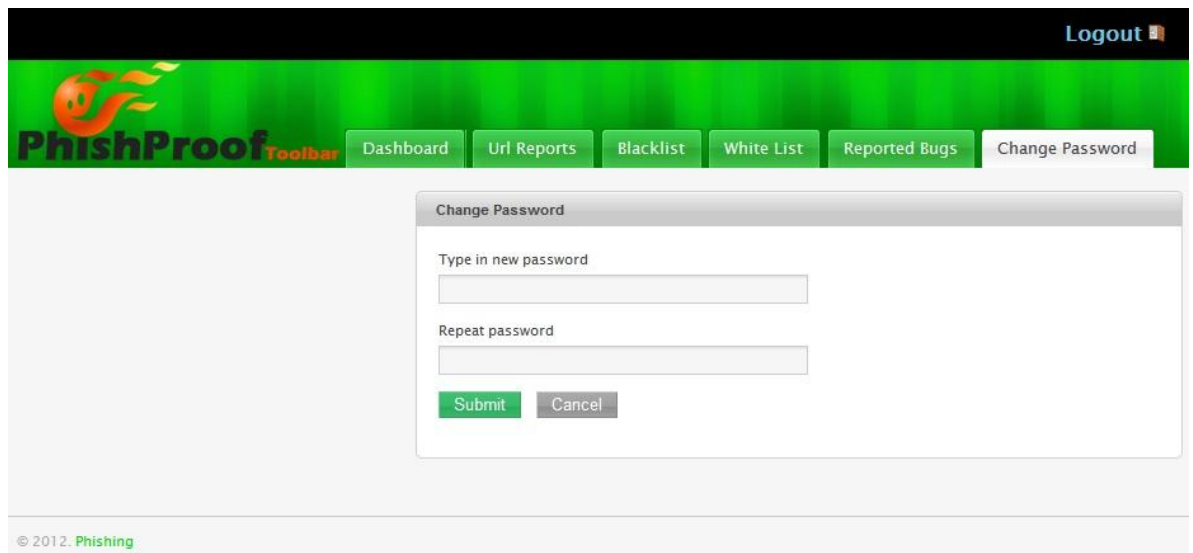 Logout
PhishProof Toolbar
Dashboard
Url Reports
Blacklist
White List
Reported Bugs
Change Password
Change Password
Type in new password
Repeat password
Submit
Cancel
© 2012. Phishing